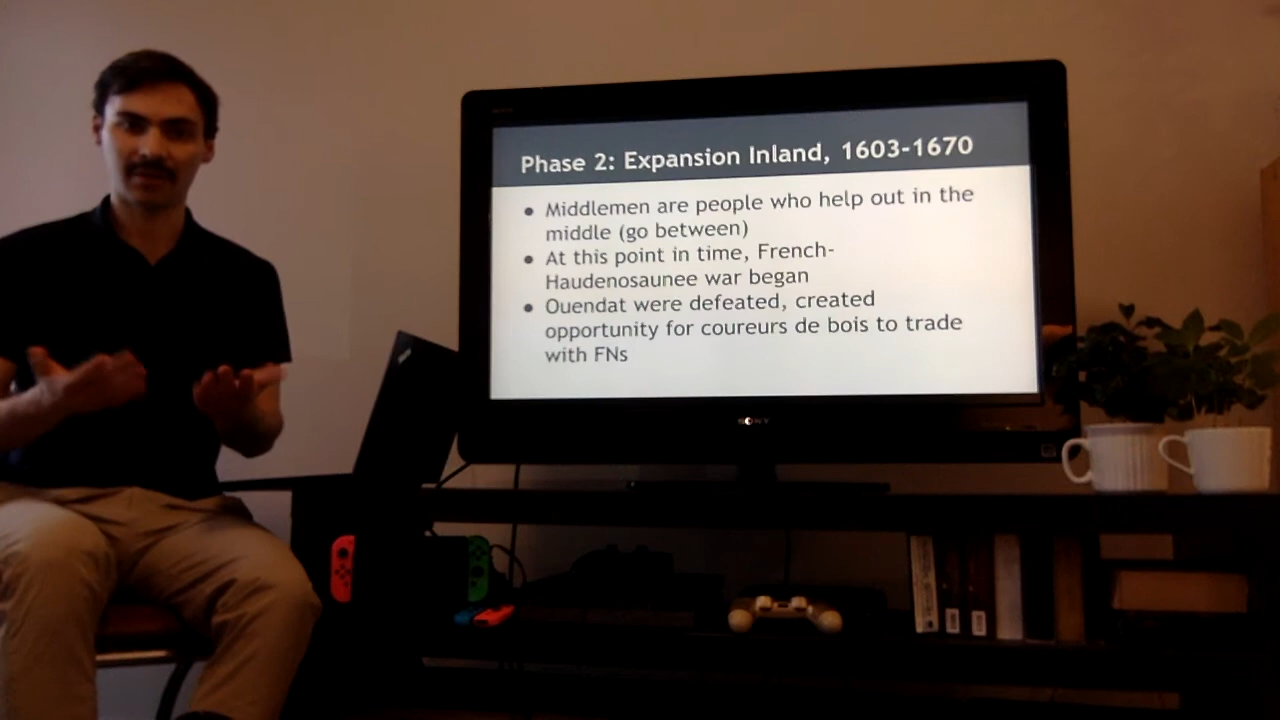 Phase 2: Expansion Inland, 1603-1670
• Middlemen are people who help out in the
middle (go between)
• At this point in time, French-
Haudenosaunee war began
• Ouendat were defeated, created
opportunity for coureurs de bois to trade
with FNs
SONY